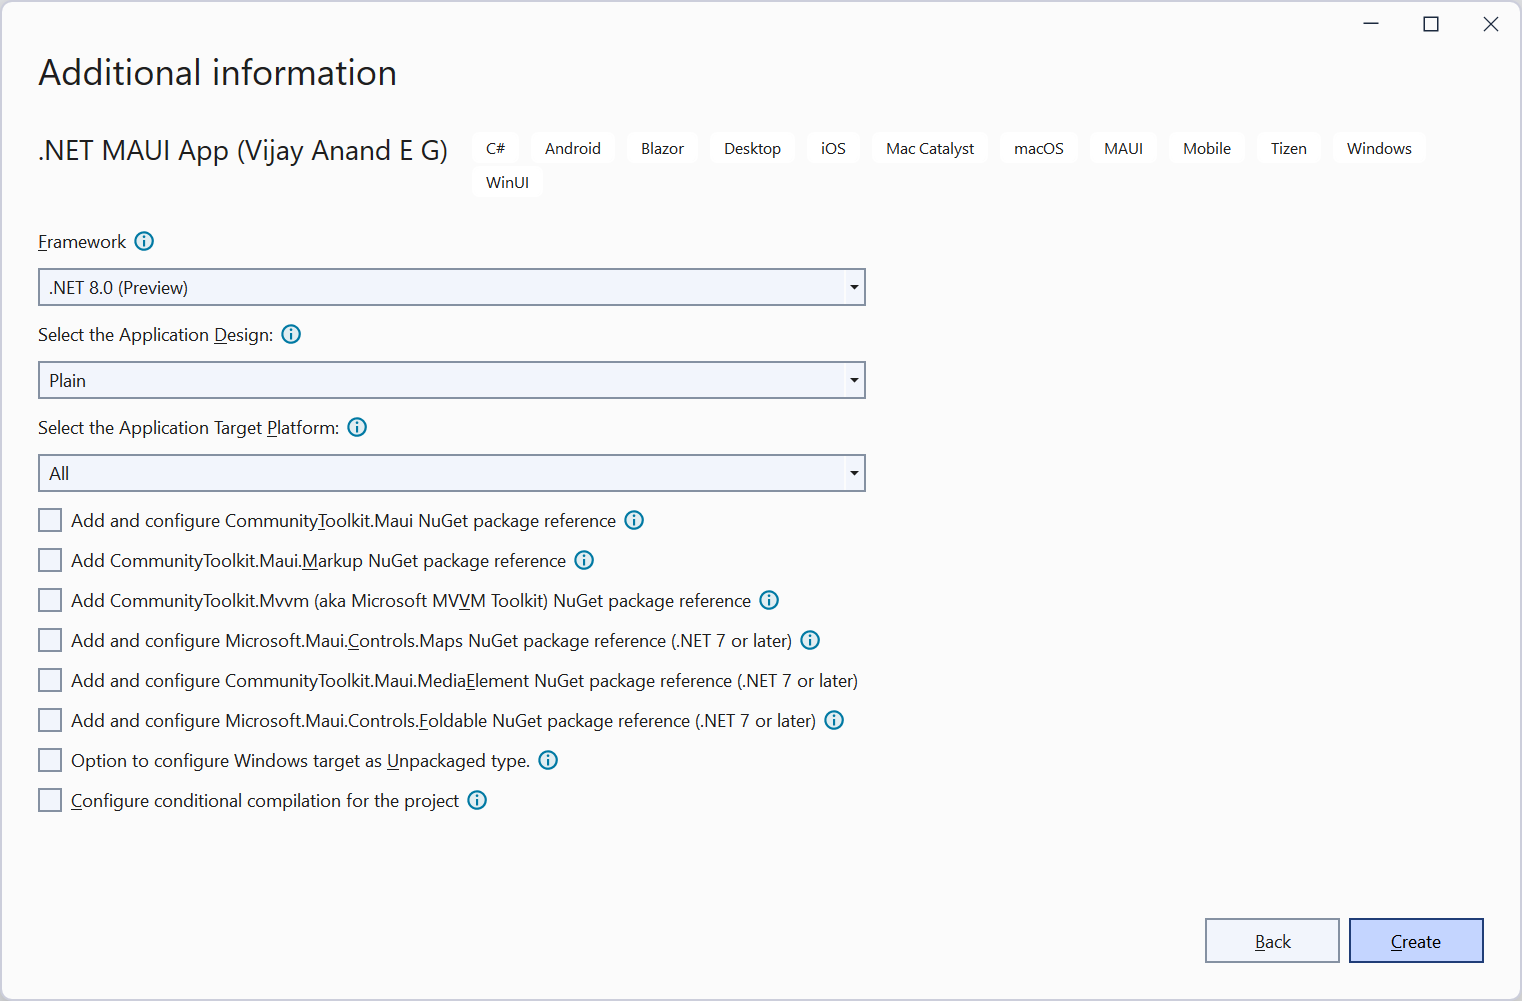 Additional information
.NET MAUI App (Vijay Anand E G)
C# Android Blazor Desktop iOS Mac Catalyst macOS MAUI Mobile Tizen Windows
WinUI
Framework
.NET 8.0 (Preview)
Select the Application Design:
Plain
Select the Application Target Platform:
All
Add and configure CommunityToolkit.Maui NuGet package reference
Add CommunityToolkit.Maui.Markup NuGet package reference
Add CommunityToolkit.Mvvm (aka Microsoft MVVM Toolkit) NuGet package reference
Add and configure Microsoft.Maui.Controls.Maps NuGet package reference (.NET 7 or later)
Add and configure CommunityToolkit.Maui.MediaElement NuGet package reference (.NET 7 or later)
Add and configure Microsoft.Maui.Controls.Foldable NuGet package reference (.NET 7 or later)
Option to configure Windows target as Unpackaged type.
Configure conditional compilation for the project
Back Create